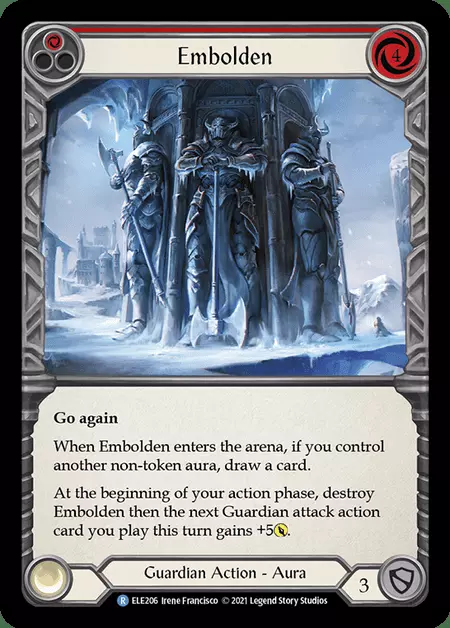 Embolden
4
Go again
When Embolden enters the arena, if you control
another non-token aura, draw a card.
At the beginning of your action phase, destroy
Embolden then the next Guardian attack action
card you play this turn gains +5.
Guardian Action - Aura
3
R ELE206 Irene Francisco © 2021 Legend Story Studios